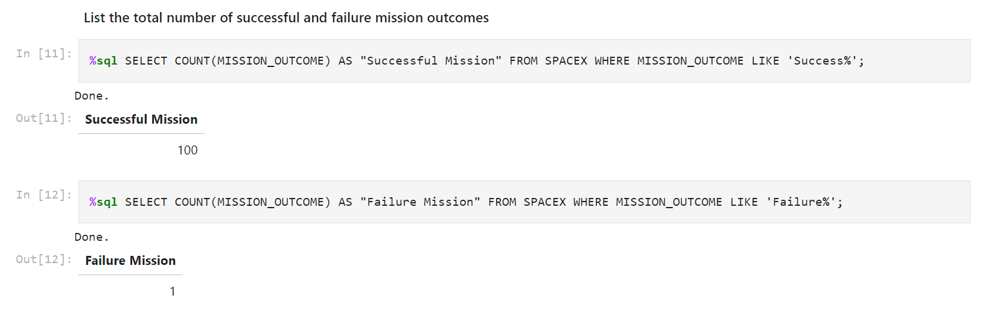 List the total number of successful and failure mission outcomes
In [11]: %sql SELECT COUNT(MISSION_OUTCOME) AS "Successful Mission" FROM SPACEX WHERE MISSION_OUTCOME LIKE 'Success%';
Done.
Out[11]: Successful Mission
100
In [12]: %sql SELECT COUNT(MISSION_OUTCOME) AS "Failure Mission" FROM SPACEX WHERE MISSION_OUTCOME LIKE 'Failure%';
Done.
Out[12]: Failure Mission
1